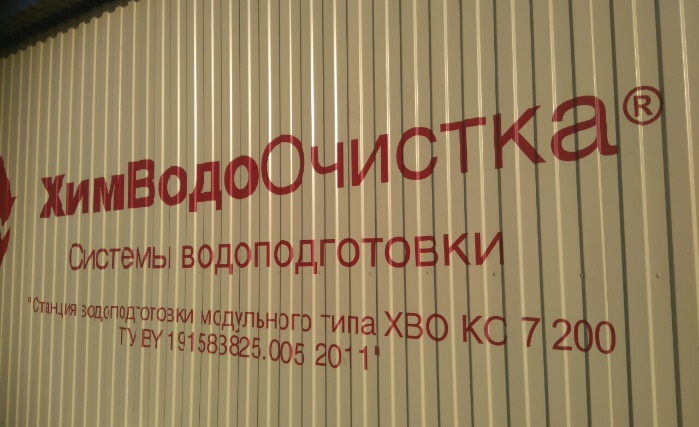 ХимВодоОчистка®
Системы водоподготовки
"Станция водоподготовки модульного типа ХВО КС 7 200
ТУ BY 191583825.005 2011"